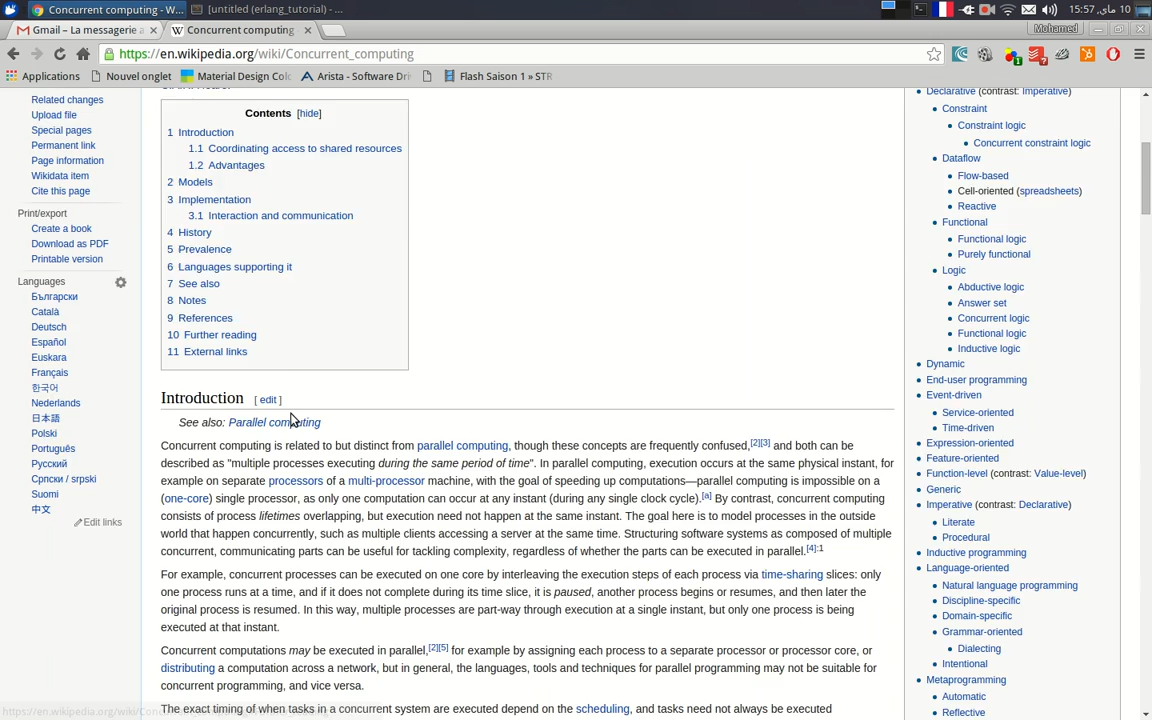 Concurrent computing - W...
[untitled (erlang_tutorial) - ...
15:57 ,ماي 10
Gmail – La messagerie a
Concurrent computing
Mohamed
https://en.wikipedia.org/wiki/Concurrent_computing
Applications
Nouvel onglet
Material Design Colo
Arista - Software Dri
Flash Saison 1 » STR
Related changes
Upload file
Special pages
Permanent link
Page information
Wikidata item
Cite this page
Print/export
Create a book
Download as PDF
Printable version
Languages
Български
Català
Deutsch
Español
Euskara
Français
한국어
Nederlands
日本語
Polski
Português
Русский
Српски / srpski
Suomi
中文
Edit links
Contents [hide]
1 Introduction
1.1 Coordinating access to shared resources
1.2 Advantages
2 Models
3 Implementation
3.1 Interaction and communication
4 History
5 Prevalence
6 Languages supporting it
7 See also
8 Notes
9 References
10 Further reading
11 External links
Introduction [ edit ]
See also: Parallel computing
Concurrent computing is related to but distinct from parallel computing, though these concepts are frequently confused,[2][3] and both can be
described as "multiple processes executing during the same period of time". In parallel computing, execution occurs at the same physical instant, for
example on separate processors of a multi-processor machine, with the goal of speeding up computations—parallel computing is impossible on a
(one-core) single processor, as only one computation can occur at any instant (during any single clock cycle).[a] By contrast, concurrent computing
consists of process lifetimes overlapping, but execution need not happen at the same instant. The goal here is to model processes in the outside
world that happen concurrently, such as multiple clients accessing a server at the same time. Structuring software systems as composed of multiple
concurrent, communicating parts can be useful for tackling complexity, regardless of whether the parts can be executed in parallel.[4]:1
For example, concurrent processes can be executed on one core by interleaving the execution steps of each process via time-sharing slices: only
one process runs at a time, and if it does not complete during its time slice, it is paused, another process begins or resumes, and then later the
original process is resumed. In this way, multiple processes are part-way through execution at a single instant, but only one process is being
executed at that instant.
Concurrent computations may be executed in parallel,[2][5] for example by assigning each process to a separate processor or processor core, or
distributing a computation across a network, but in general, the languages, tools and techniques for parallel programming may not be suitable for
concurrent programming, and vice versa.
The exact timing of when tasks in a concurrent system are executed depend on the scheduling, and tasks need not always be executed
Declarative (contrast: Imperative)
Constraint
Constraint logic
Concurrent constraint logic
Dataflow
Flow-based
Cell-oriented (spreadsheets)
Reactive
Functional
Functional logic
Purely functional
Logic
Abductive logic
Answer set
Concurrent logic
Functional logic
Inductive logic
Dynamic
End-user programming
Event-driven
Service-oriented
Time-driven
Expression-oriented
Feature-oriented
Function-level (contrast: Value-level)
Generic
Imperative (contrast: Declarative)
Literate
Procedural
Inductive programming
Language-oriented
Natural language programming
Discipline-specific
Domain-specific
Grammar-oriented
Dialecting
Intentional
Metaprogramming
Automatic
Reflective